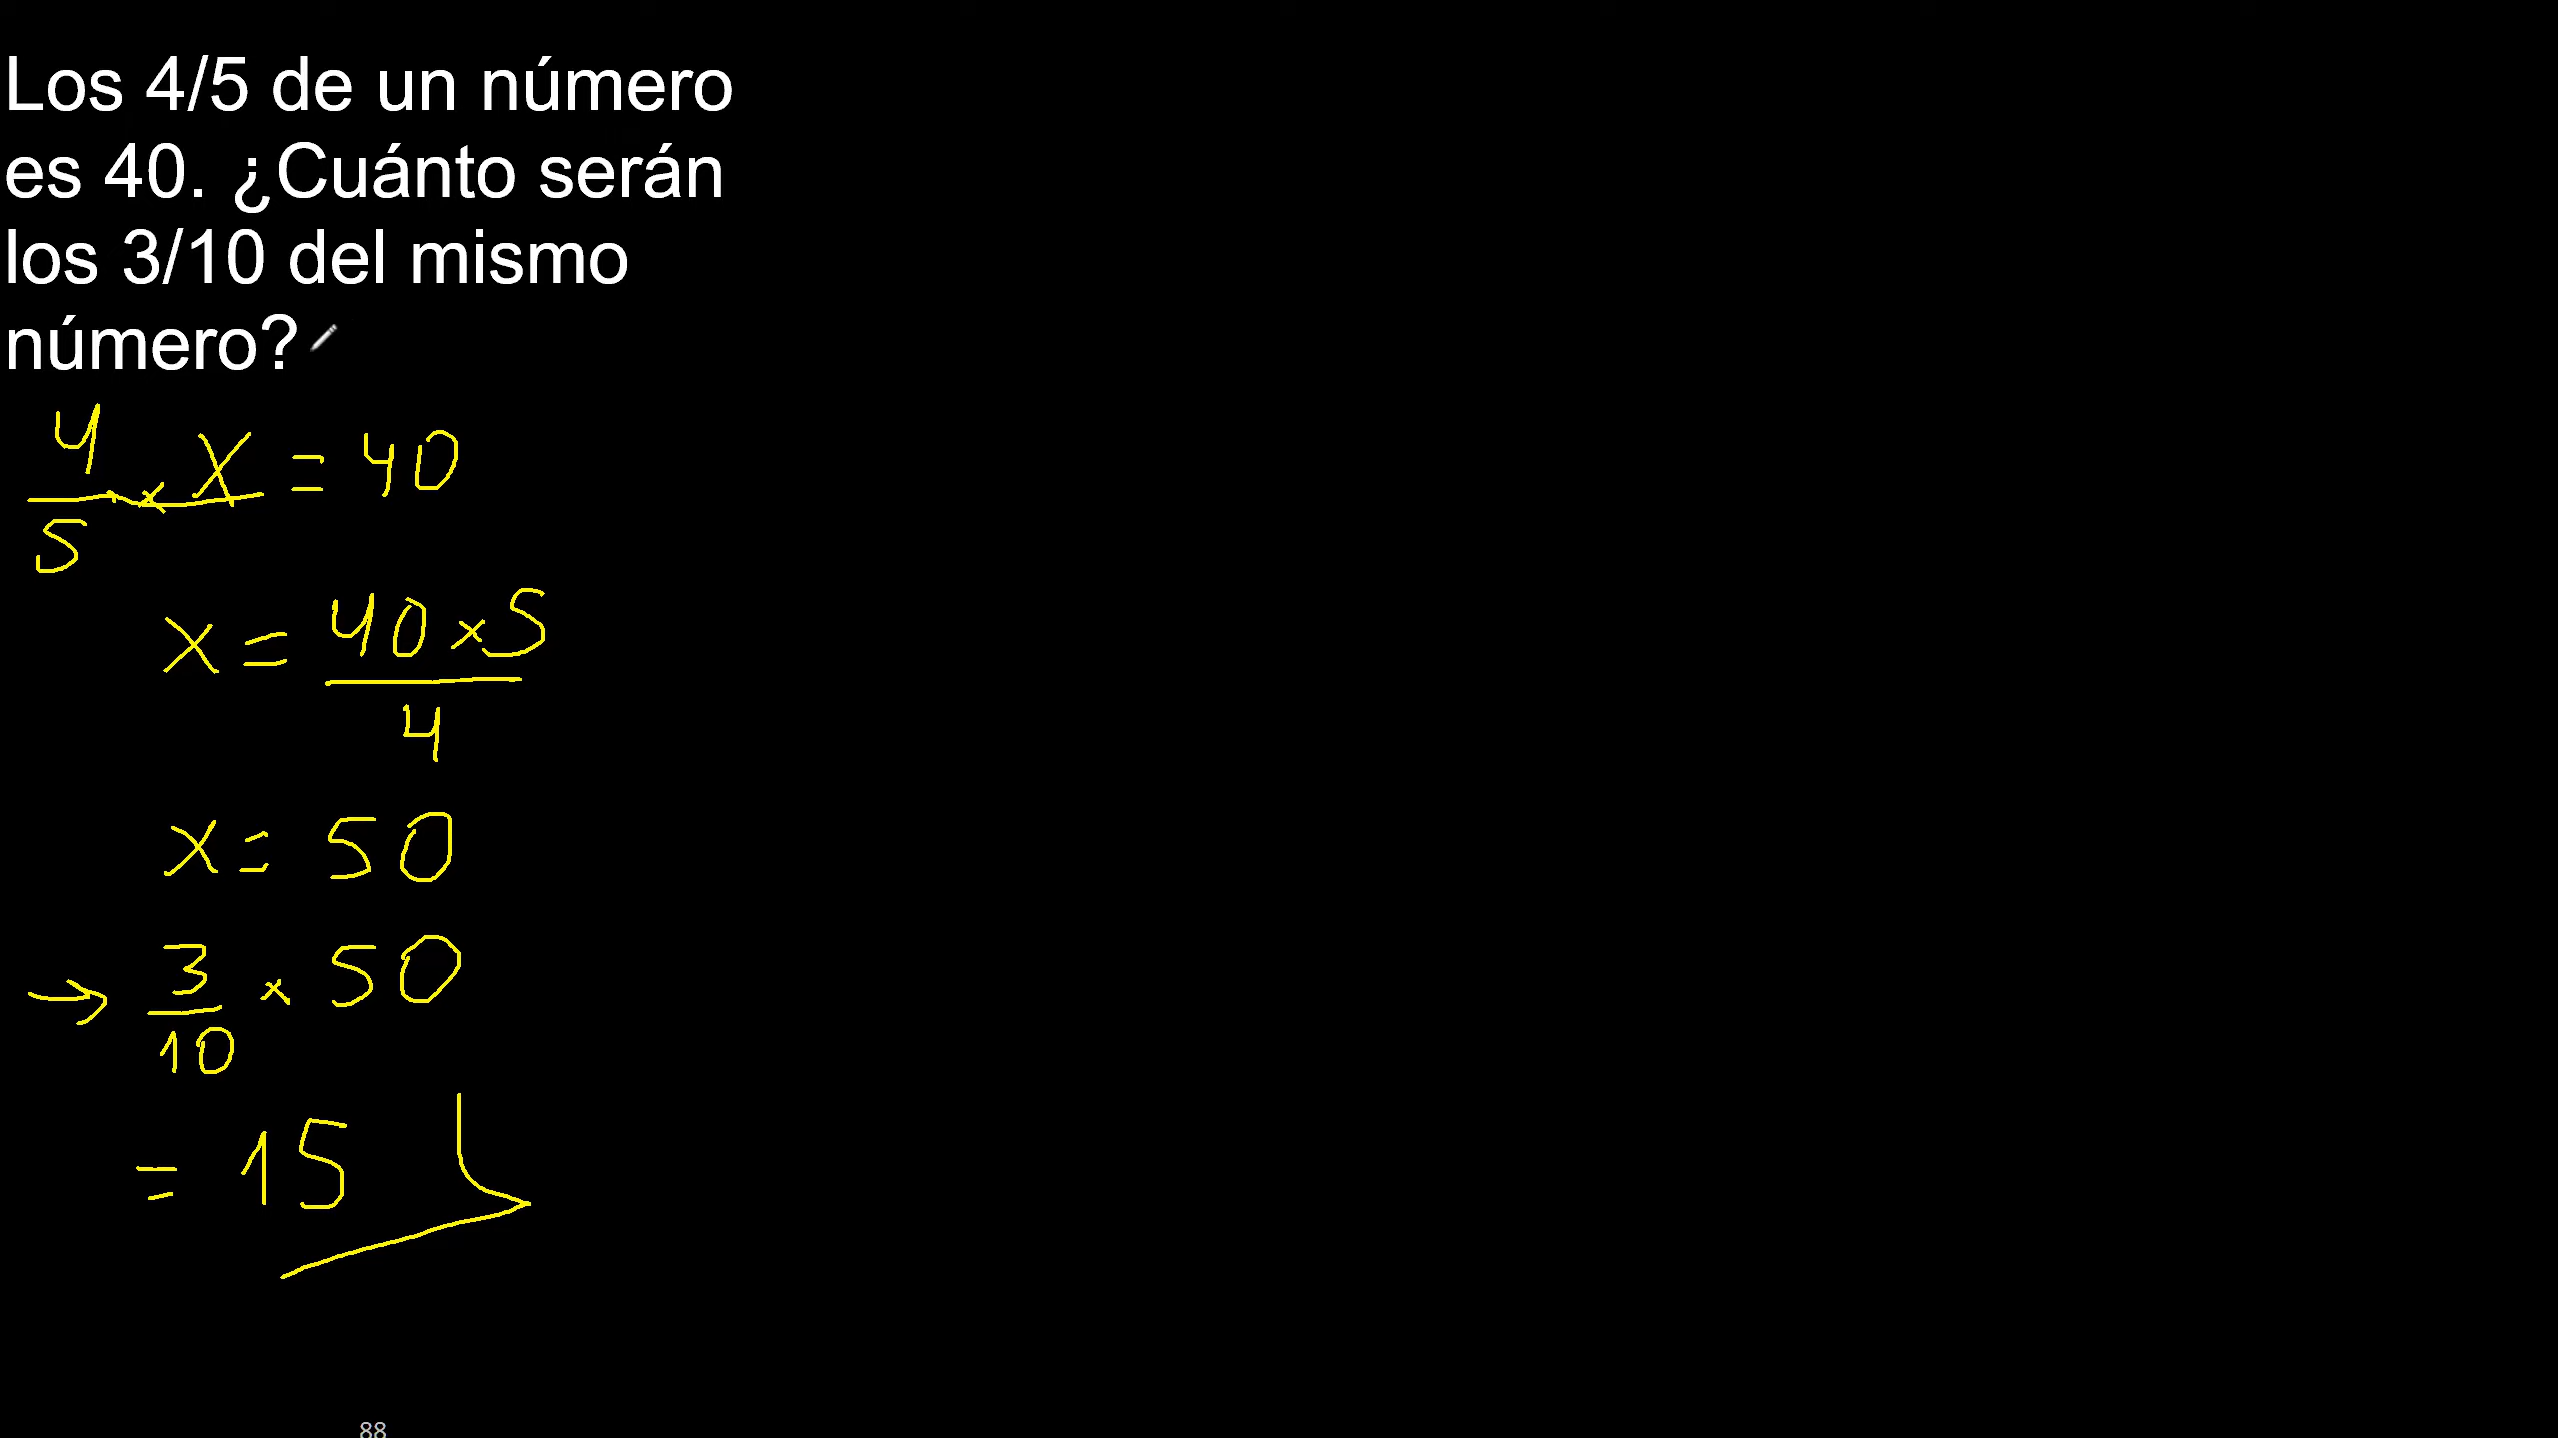 Los 4/5 de un número
es 40. ¿Cuánto serán
los 3/10 del mismo
número?
4/5 × X = 40
x = 40 × 5 / 4
x = 50
→ 3/10 × 50
= 15
88